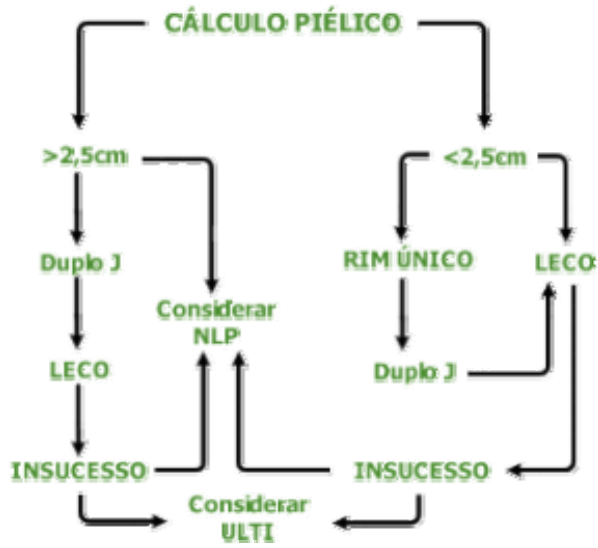 CÁLCULO PIÉLICO
>2,5cm
<2,5cm
Duplo J
RIM ÚNICO
LECO
Considerar
NLP
LECO
Duplo J
INSUCESSO
INSUCESSO
Considerar
ULTI